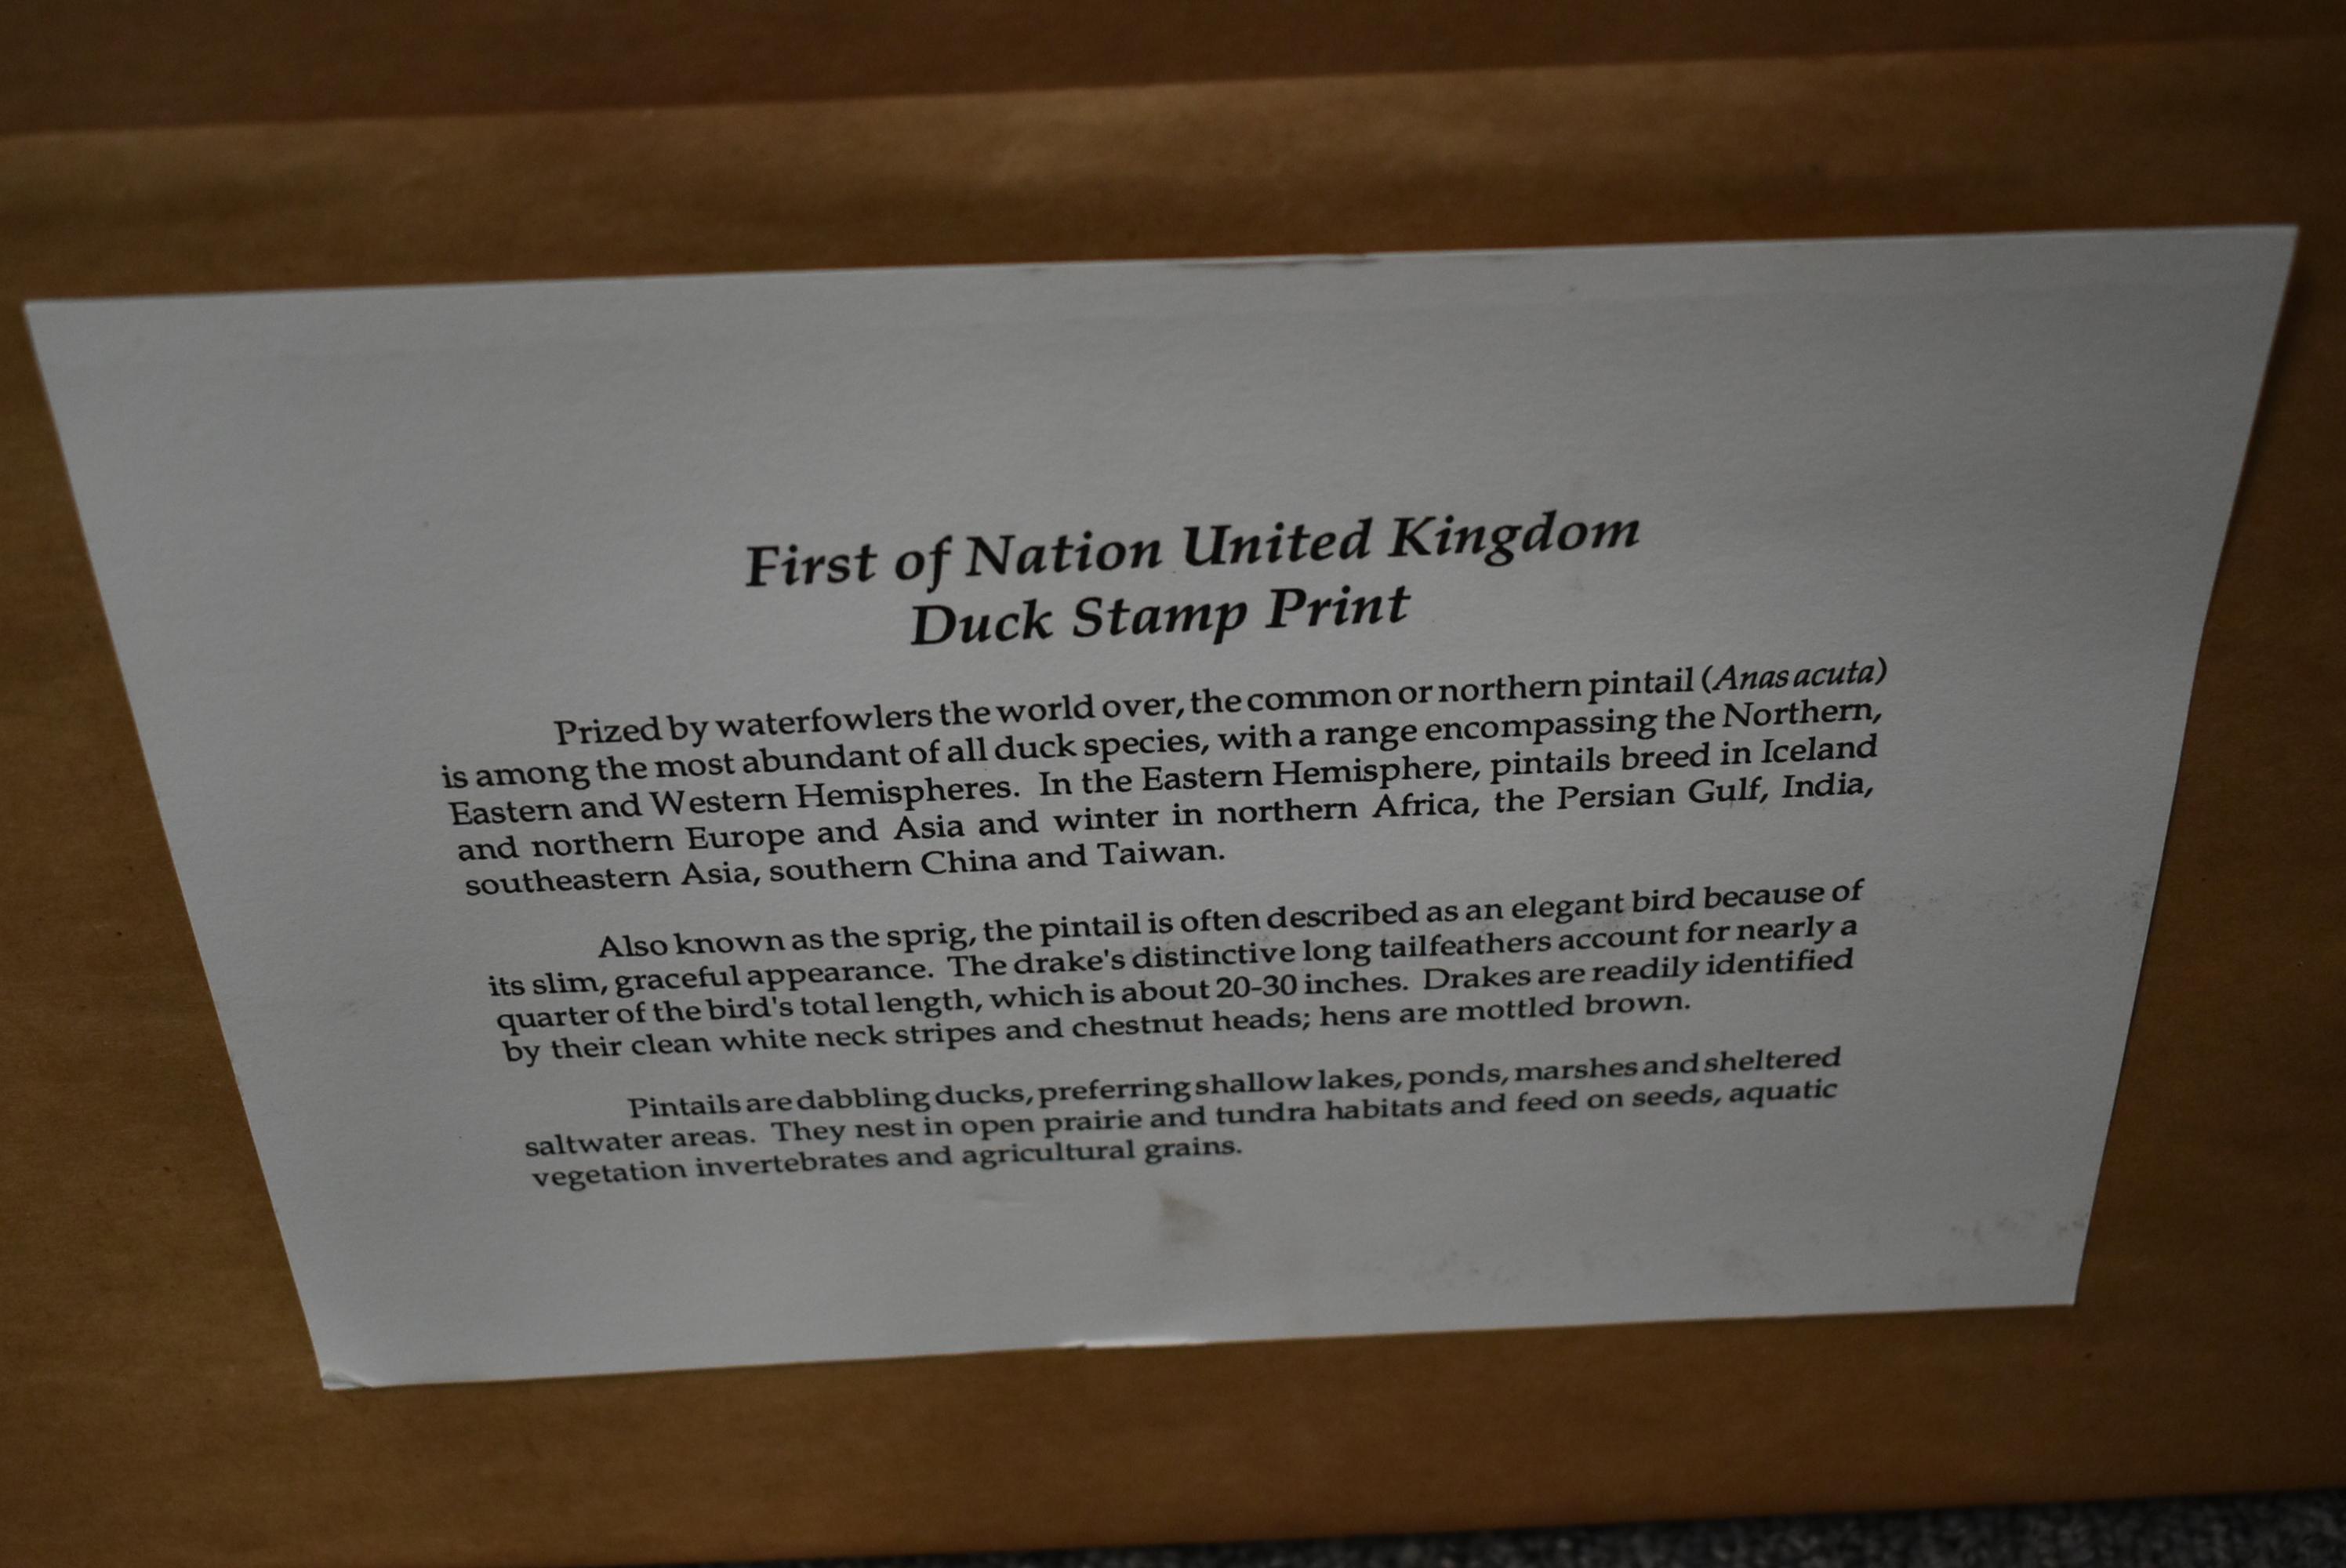 First of Nation United Kingdom
Duck Stamp Print
Prized by waterfowlers the world over, the common or northern pintail (Anas acuta)
is among the most abundant of all duck species, with a range encompassing the Northern,
Eastern and Western Hemispheres. In the Eastern Hemisphere, pintails breed in Iceland
and northern Europe and Asia and winter in northern Africa, the Persian Gulf, India,
southeastern Asia, southern China and Taiwan.
Also known as the sprig, the pintail is often described as an elegant bird because of
its slim, graceful appearance. The drake's distinctive long tailfeathers account for nearly a
quarter of the bird's total length, which is about 20-30 inches. Drakes are readily identified
by their clean white neck stripes and chestnut heads; hens are mottled brown.
Pintails are dabbling ducks, preferring shallow lakes, ponds, marshes and sheltered
saltwater areas. They nest in open prairie and tundra habitats and feed on seeds, aquatic
vegetation invertebrates and agricultural grains.